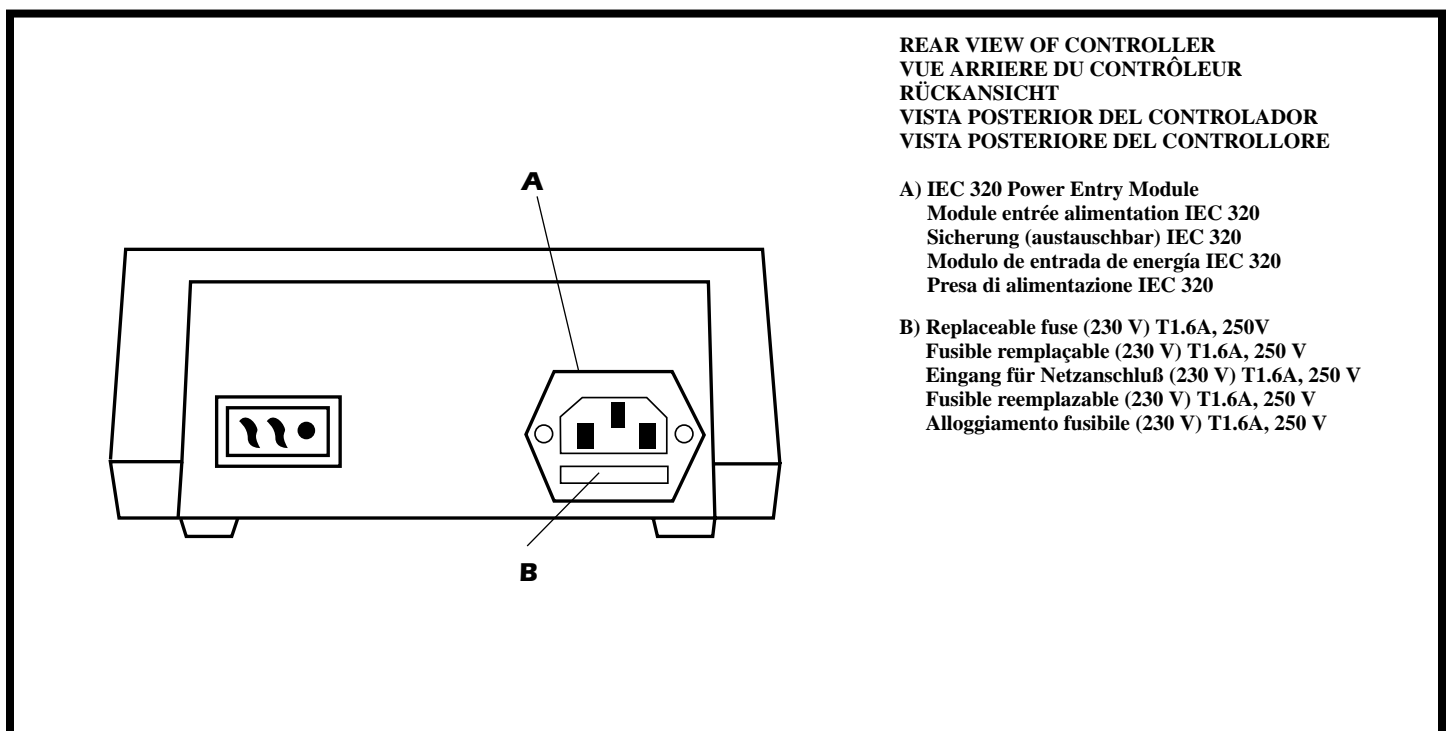 REAR VIEW OF CONTROLLER
VUE ARRIERE DU CONTRÔLEUR
RÜCKANSICHT
VISTA POSTERIOR DEL CONTROLADOR
VISTA POSTERIORE DEL CONTROLLORE
A) IEC 320 Power Entry Module
Module entrée alimentation IEC 320
Sicherung (austauschbar) IEC 320
Modulo de entrada de energía IEC 320
Presa di alimentazione IEC 320
B) Replaceable fuse (230 V) T1.6A, 250V
Fusible remplaçable (230 V) T1.6A, 250 V
Eingang für Netzanschluß (230 V) T1.6A, 250 V
Fusible reemplazable (230 V) T1.6A, 250 V
Alloggiamento fusibile (230 V) T1.6A, 250 V
A
B